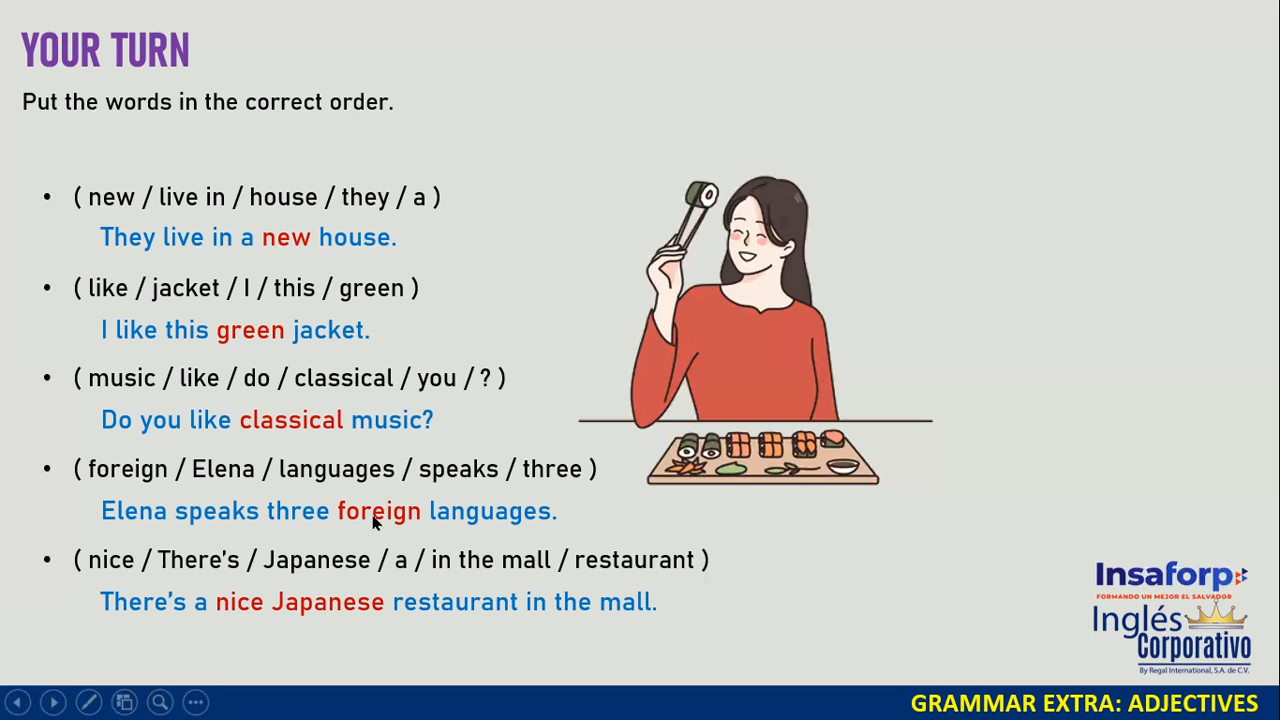 YOUR TURN
Put the words in the correct order.
• ( new / live in / house / they / a )
They live in a new house.
• ( like / jacket / I / this / green )
I like this green jacket.
• ( music / like / do / classical / you / ? )
Do you like classical music?
• ( foreign / Elena / languages / speaks / three )
Elena speaks three foreign languages.
• ( nice / There's / Japanese / a / in the mall / restaurant )
There's a nice Japanese restaurant in the mall.
Insaforp
FORMANDO UN MEJOR EL SALVADOR
Inglés
Corporativo
By Regal International, S.A. de C.V.
GRAMMAR EXTRA: ADJECTIVES